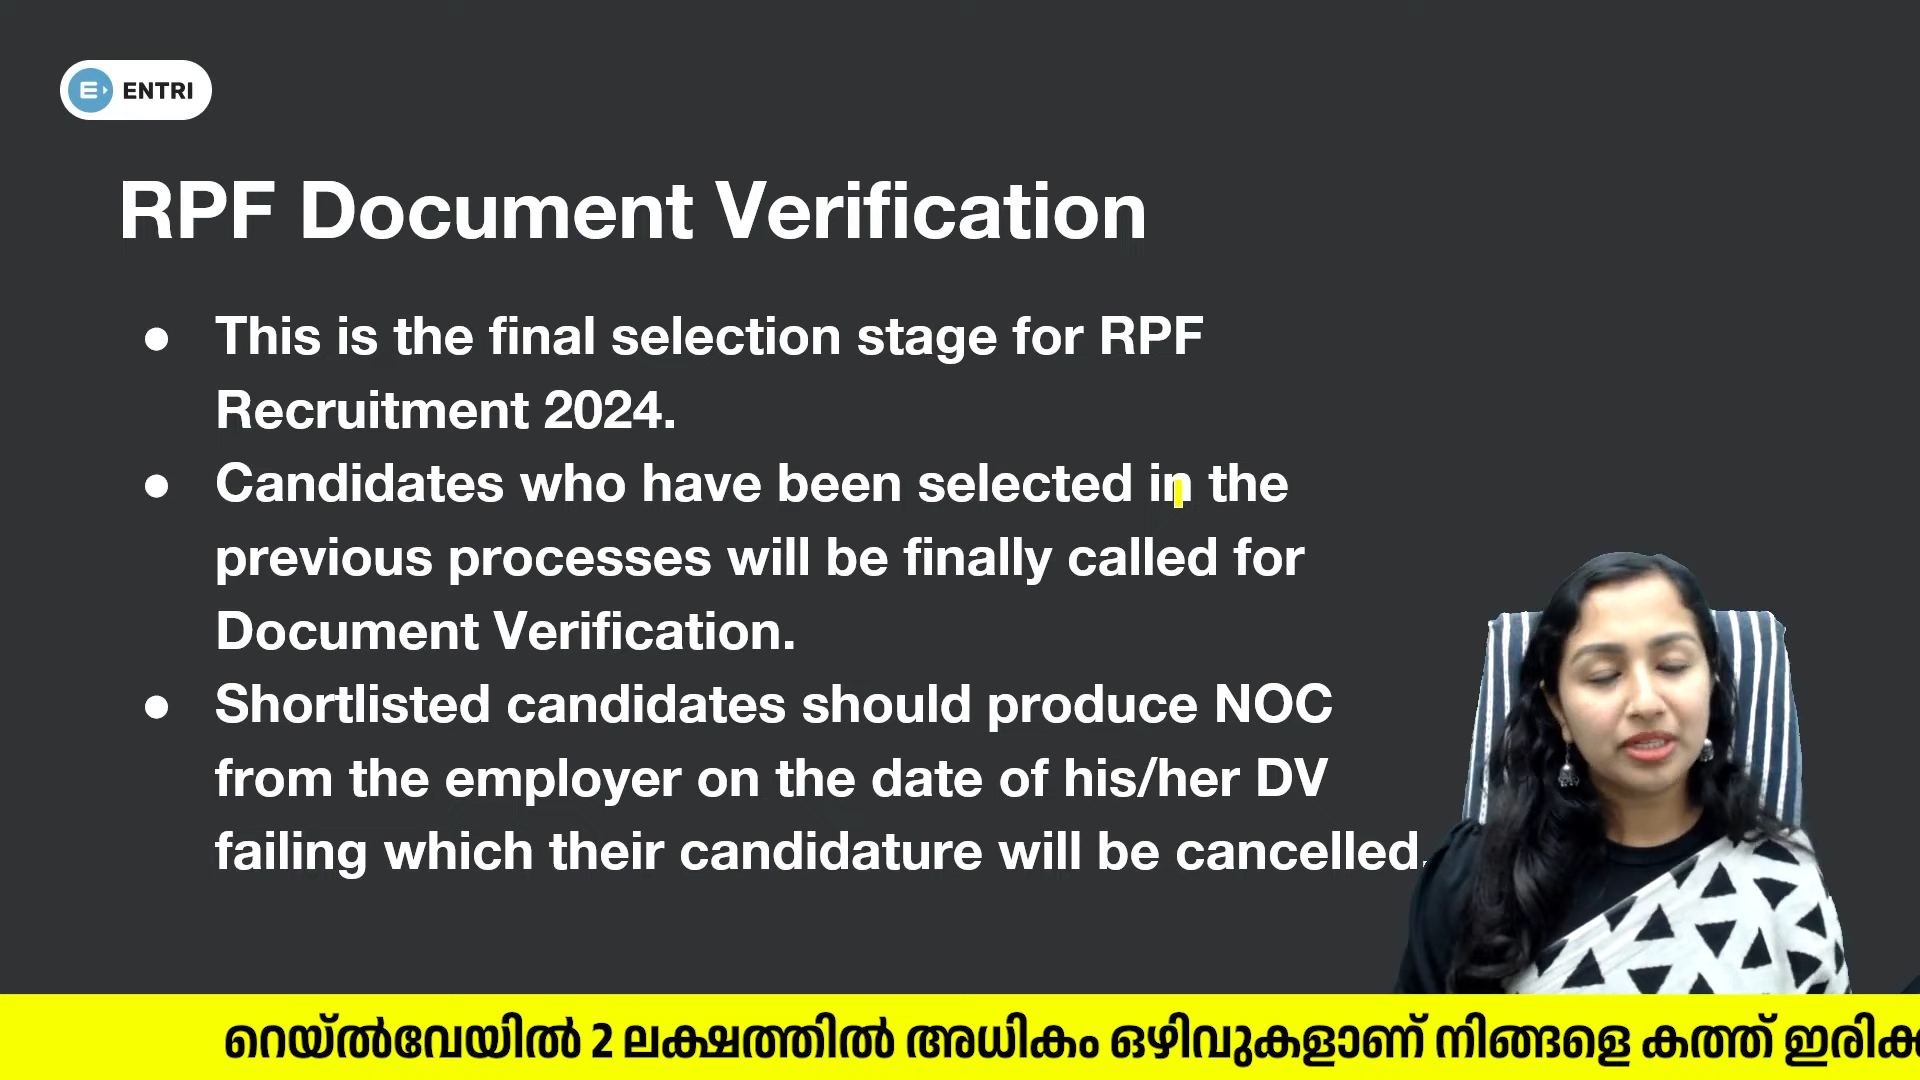 ENTRI
RPF Document Verification
● This is the final selection stage for RPF
Recruitment 2024.
● Candidates who have been selected in the
previous processes will be finally called for
Document Verification.
● Shortlisted candidates should produce NOC
from the employer on the date of his/her DV
failing which their candidature will be cancelled.
റെയ്ൽവേയിൽ 2 ലക്ഷത്തിൽ അധികം ഒഴിവുകളാണ് നിങ്ങളെ കത്ത്